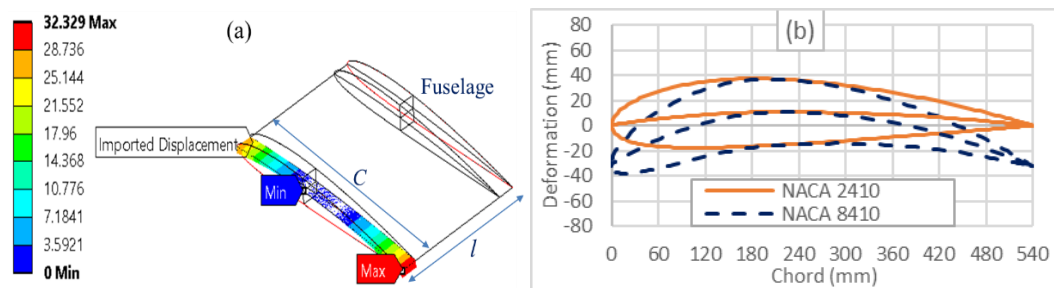 (a)
32.329 Max
28.736
25.144
21.552
17.96
14.368
10.776
7.1841
3.5921
0 Min
Imported Displacement
Fuselage
Min
C
l
Max
(b)
Deformation (mm)
80
60
40
20
0
-20
-40
-60
-80
NACA 2410
NACA 8410
0 60 120 180 240 300 360 420 480 540
Chord (mm)